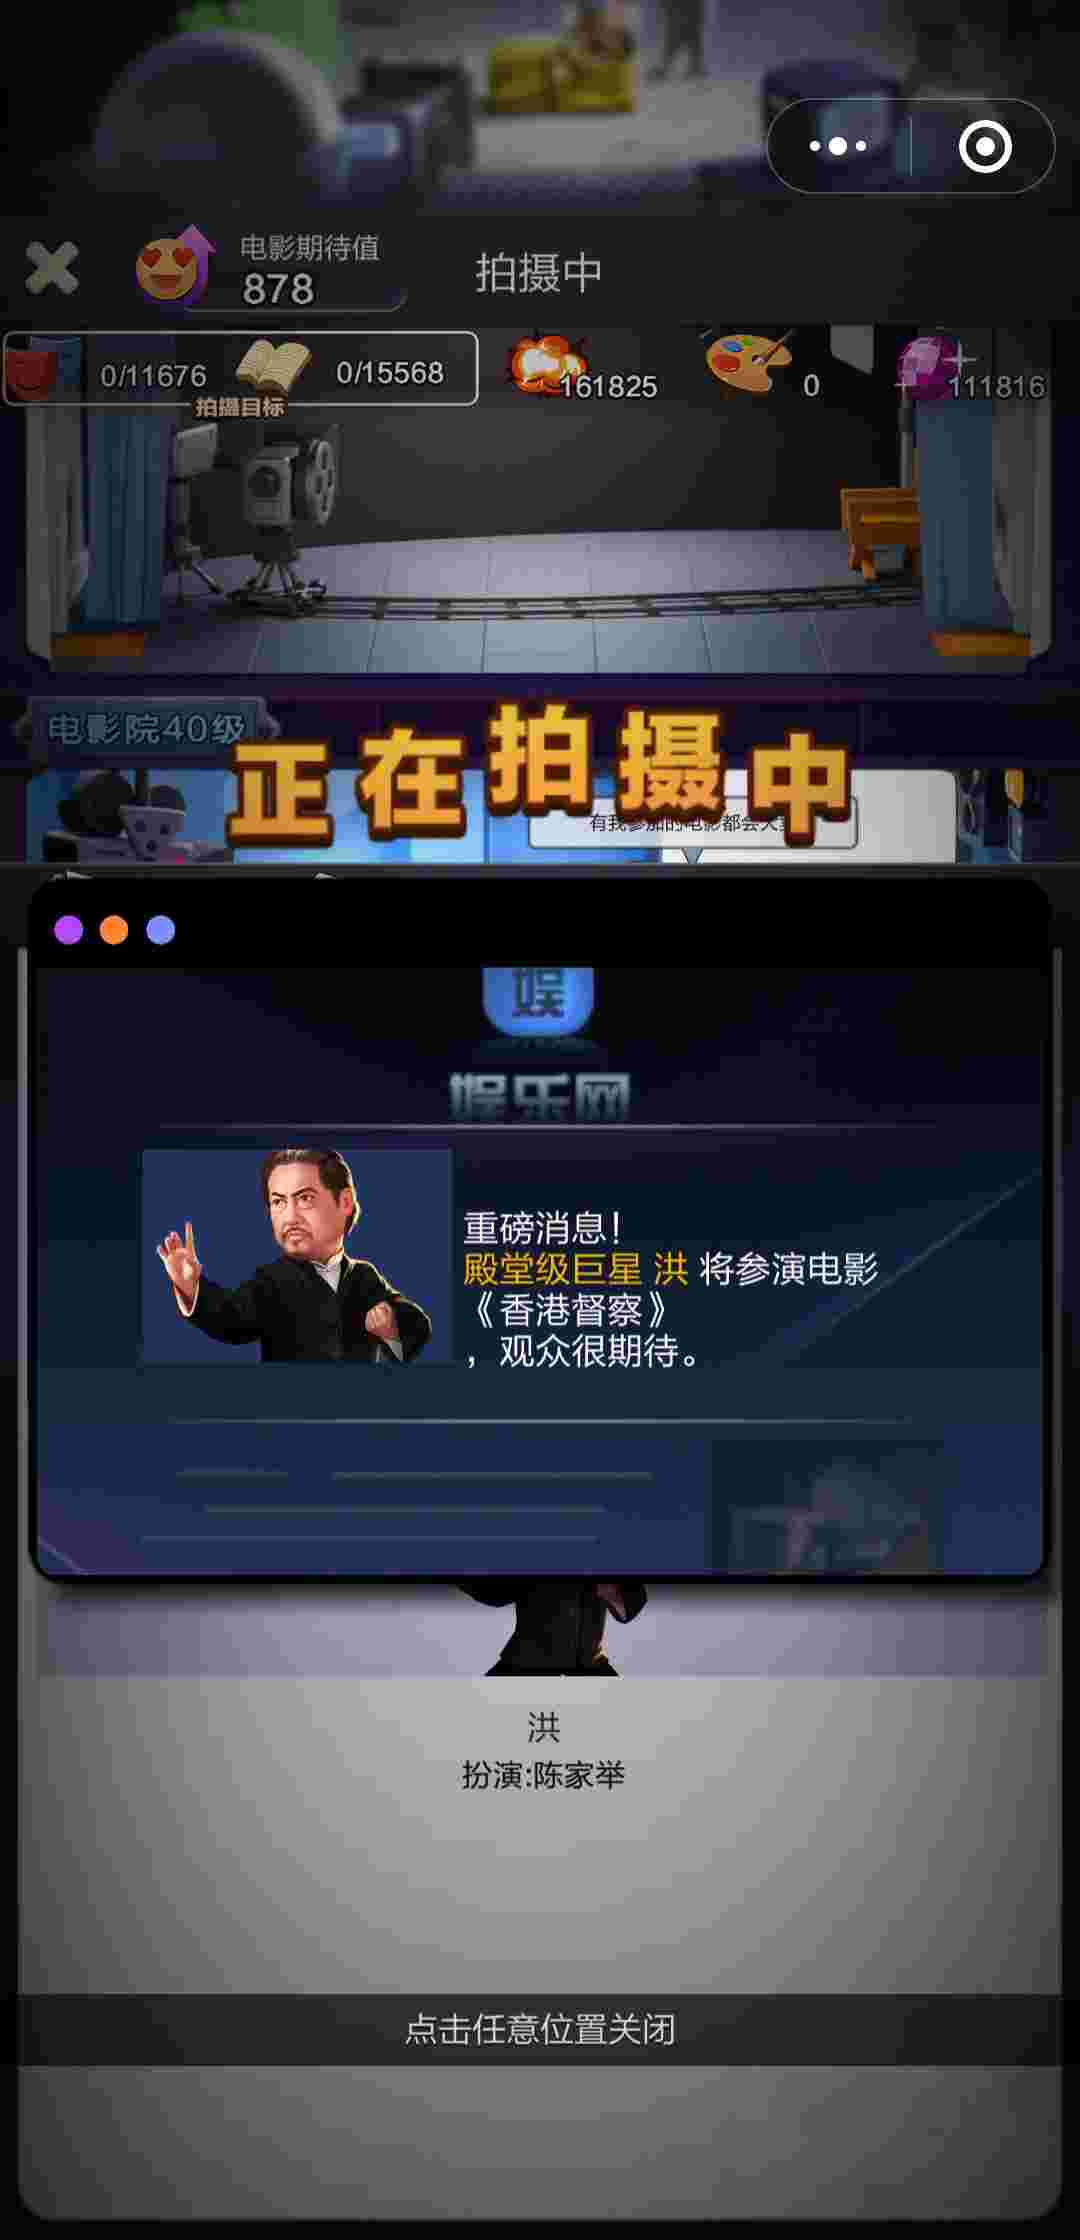 电影期待值
878
拍摄中
0/11676
0/15568
161825
0
111816
拍摄目标
电影院40级
正在拍摄中
有我参加的电影都会大
娱
娱乐网
重磅消息！
殿堂级巨星 洪 将参演电影
《香港督察》
，观众很期待。
洪
扮演:陈家举
点击任意位置关闭